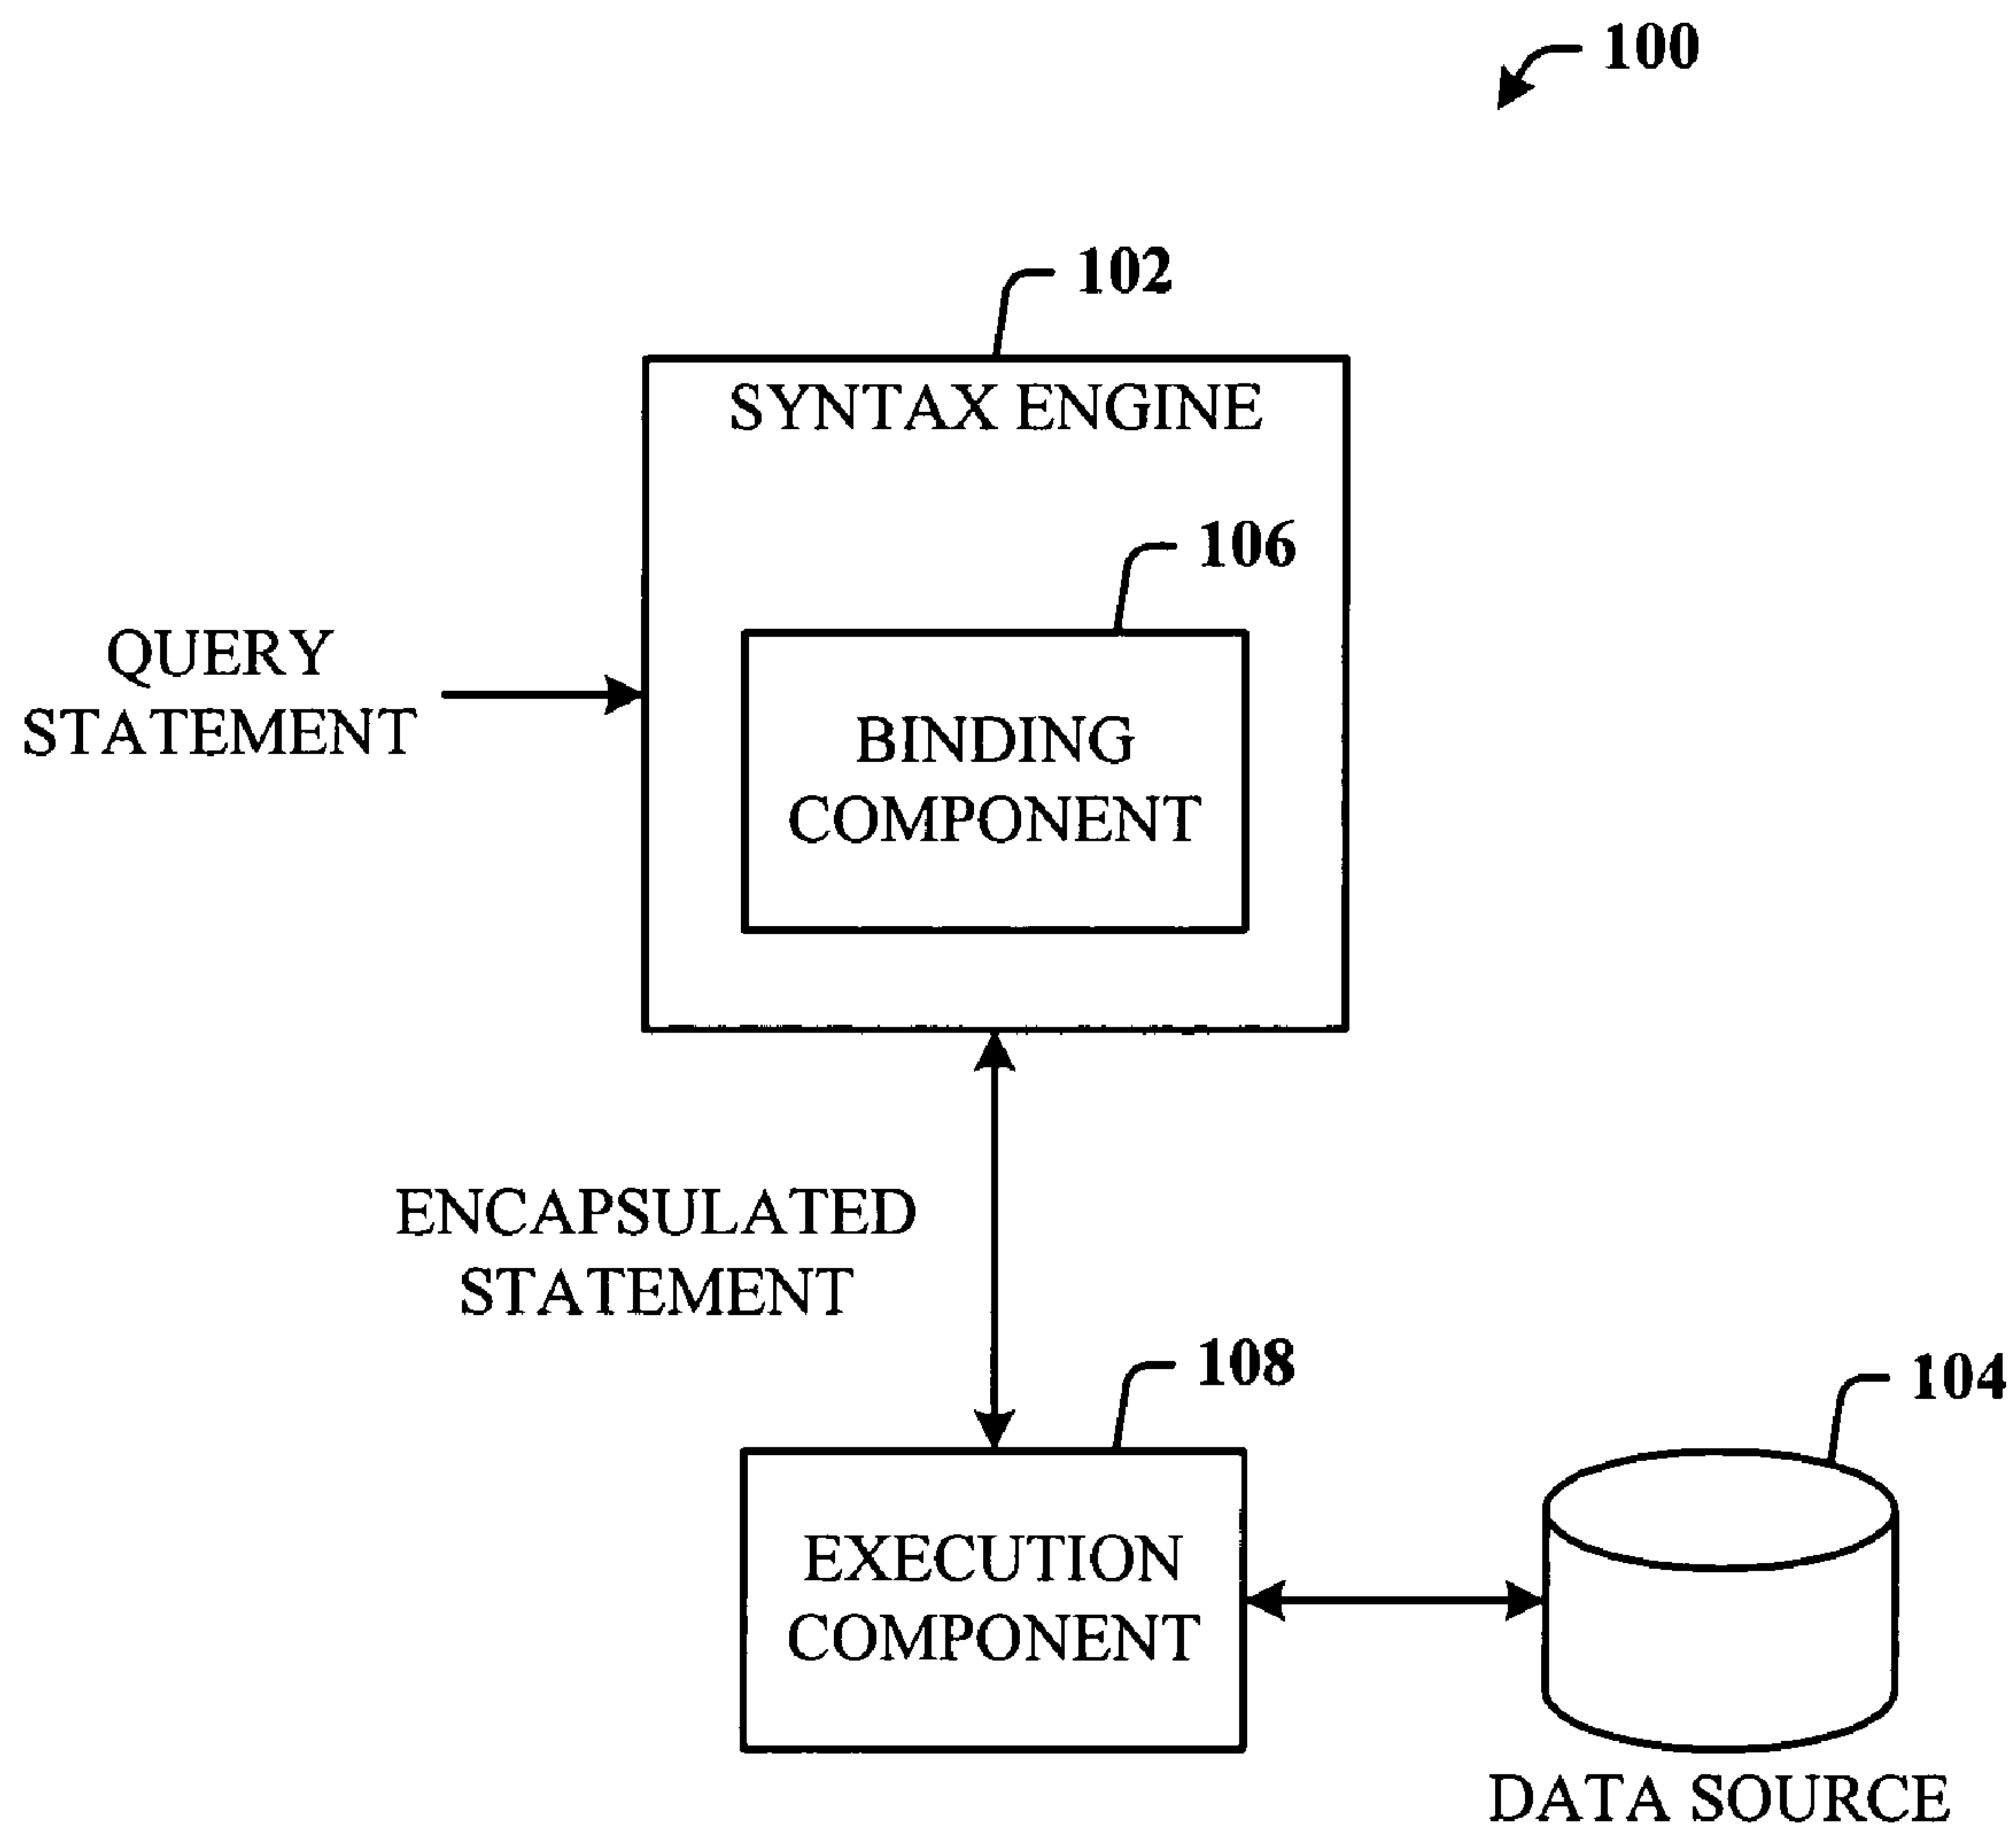 100
102
SYNTAX ENGINE
106
QUERY
STATEMENT
BINDING
COMPONENT
ENCAPSULATED
STATEMENT
108
104
EXECUTION
COMPONENT
DATA SOURCE